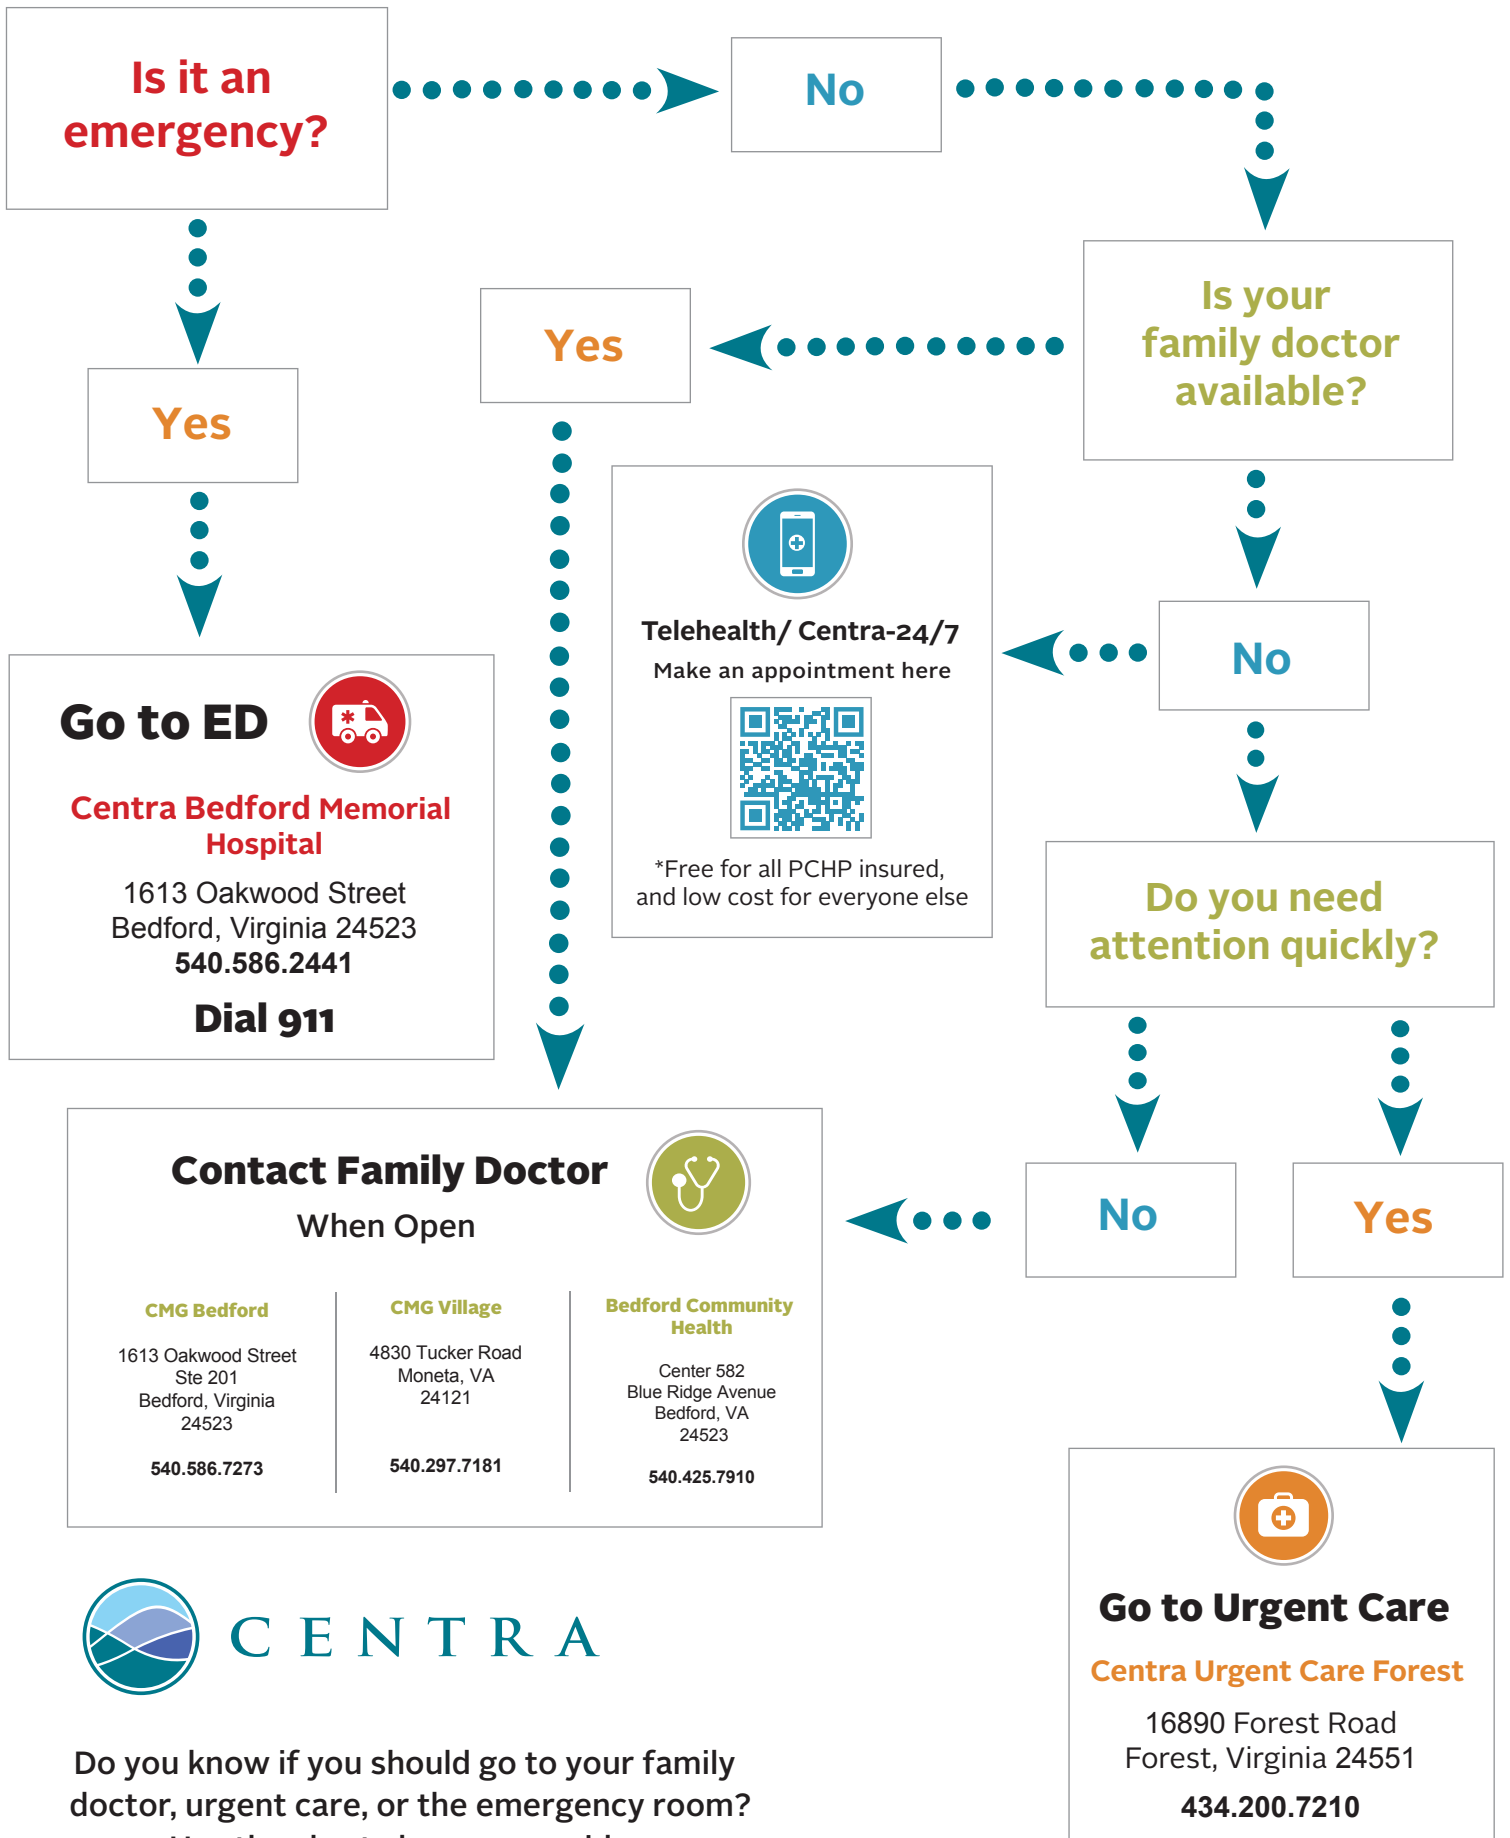 Is it an
emergency?
No
Is your
family doctor
available?
Yes
Yes
Telehealth/ Centra-24/7
Make an appointment here
*Free for all PCHP insured,
and low cost for everyone else
No
Go to ED
Centra Bedford Memorial
Hospital
1613 Oakwood Street
Bedford, Virginia 24523
540.586.2441
Dial 911
Do you need
attention quickly?
No
Yes
Contact Family Doctor
When Open
CMG Bedford
1613 Oakwood Street
Ste 201
Bedford, Virginia
24523
540.586.7273
CMG Village
4830 Tucker Road
Moneta, VA
24121
540.297.7181
Bedford Community
Health
Center 582
Blue Ridge Avenue
Bedford, VA
24523
540.425.7910
Go to Urgent Care
Centra Urgent Care Forest
16890 Forest Road
Forest, Virginia 24551
434.200.7210
CENTRA
Do you know if you should go to your family
doctor, urgent care, or the emergency room?